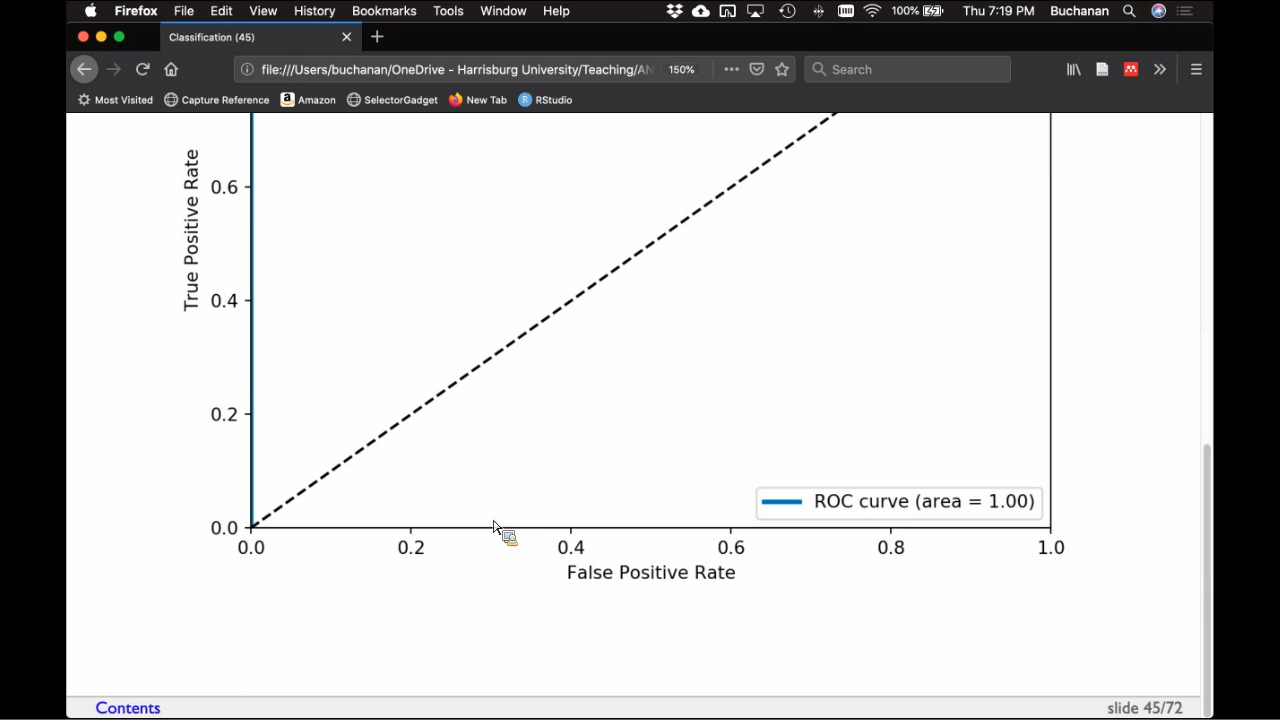 Firefox File Edit View History Bookmarks Tools Window Help 100% Thu 7:19 PM Buchanan
Classification (45)
file:///Users/buchanan/OneDrive - Harrisburg University/Teaching/AN 150% Search
Most Visited Capture Reference Amazon SelectorGadget New Tab RStudio
True Positive Rate
0.6
0.4
0.2
0.0
ROC curve (area = 1.00)
0.0 0.2 0.4 0.6 0.8 1.0
False Positive Rate
Contents slide 45/72